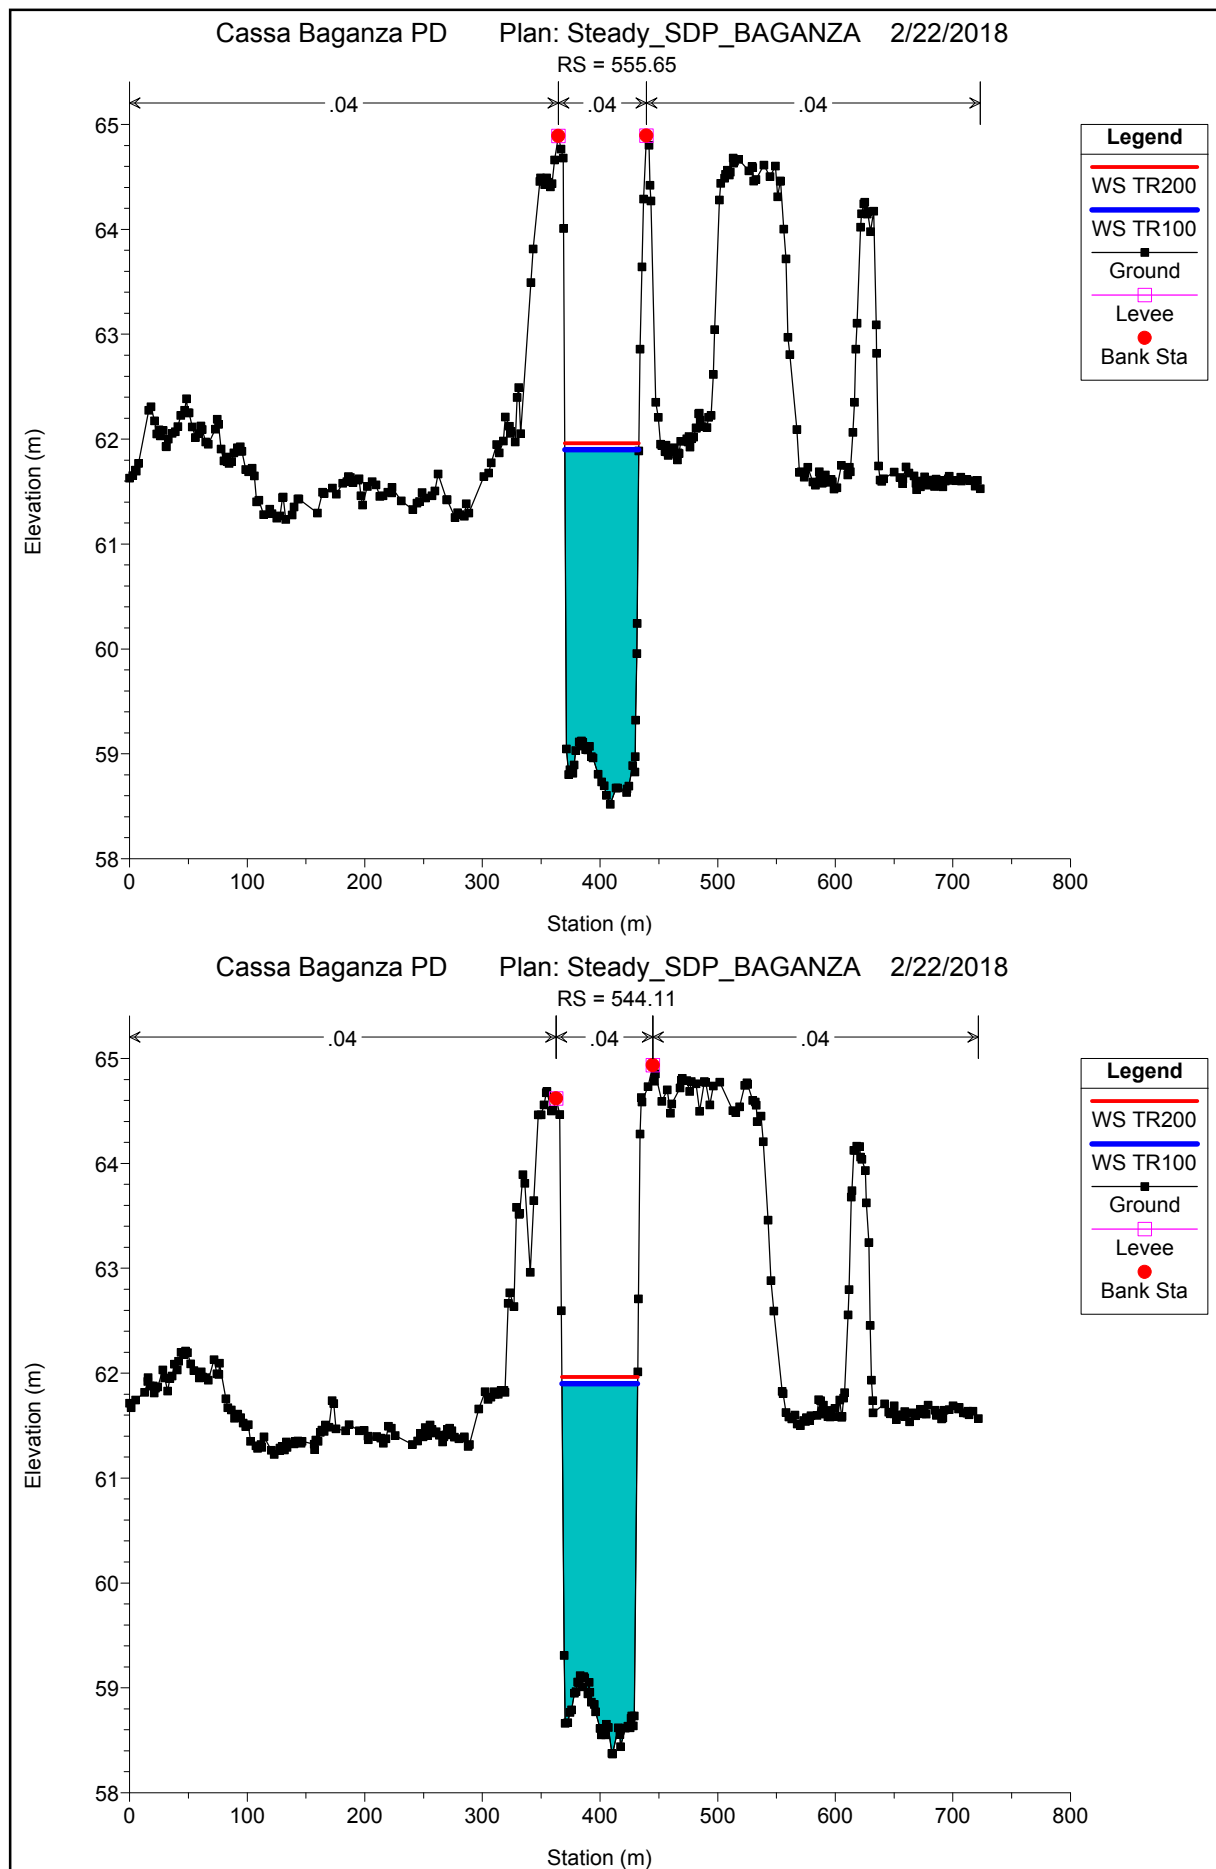 Cassa Baganza PD Plan: Steady_SDP_BAGANZA 2/22/2018
RS = 555.65
.04 .04 .04
65
64
63
62
61
60
59
58
Elevation (m)
0 100 200 300 400 500 600 700 800
Station (m)
Legend
WS TR200
WS TR100
Ground
Levee
Bank Sta
Cassa Baganza PD Plan: Steady_SDP_BAGANZA 2/22/2018
RS = 544.11
.04 .04 .04
65
64
63
62
61
60
59
58
Elevation (m)
0 100 200 300 400 500 600 700 800
Station (m)
Legend
WS TR200
WS TR100
Ground
Levee
Bank Sta